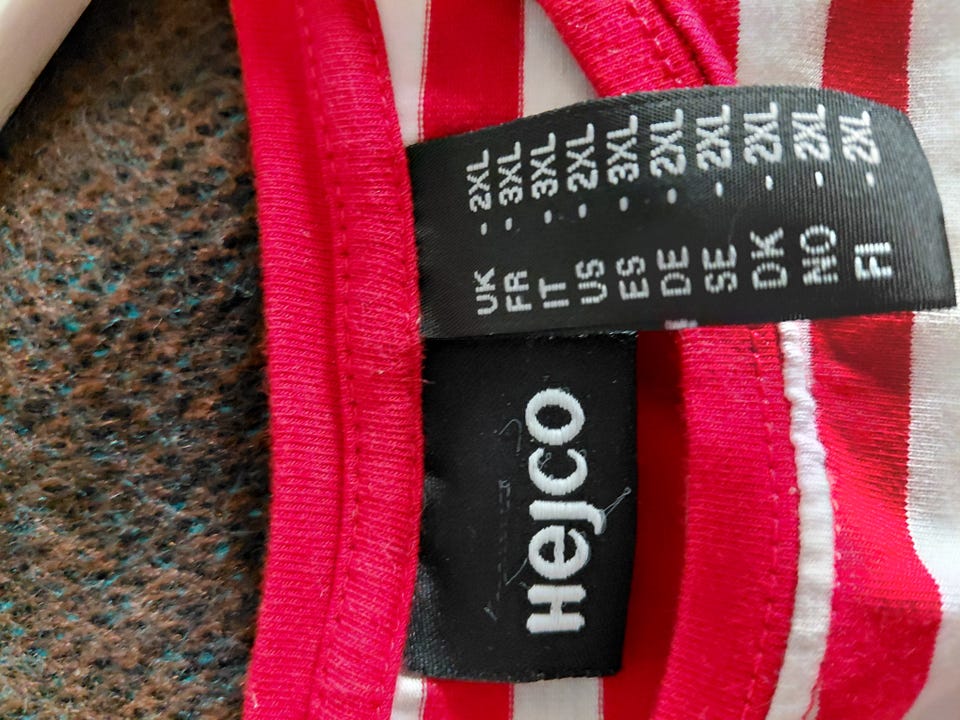 UK - 2XL
FR - 3XL
IT - 3XL
US - 2XL
ES - 3XL
DE - 2XL
SE - 2XL
DK - 2XL
NO - 2XL
FI - 2XL
HeJCO